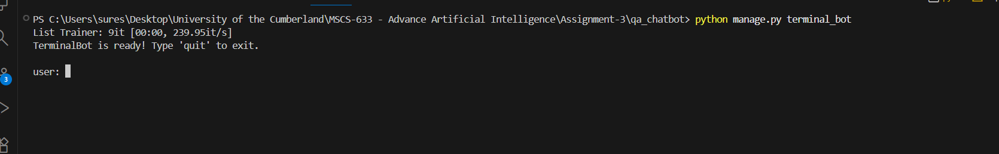 PS C:\Users\sures\Desktop\University of the Cumberland\MSCS-633 - Advance Artificial Intelligence\Assignment-3\qa_chatbot> python manage.py terminal_bot
List Trainer: 9it [00:00, 239.95it/s]
TerminalBot is ready! Type 'quit' to exit.
user:
3